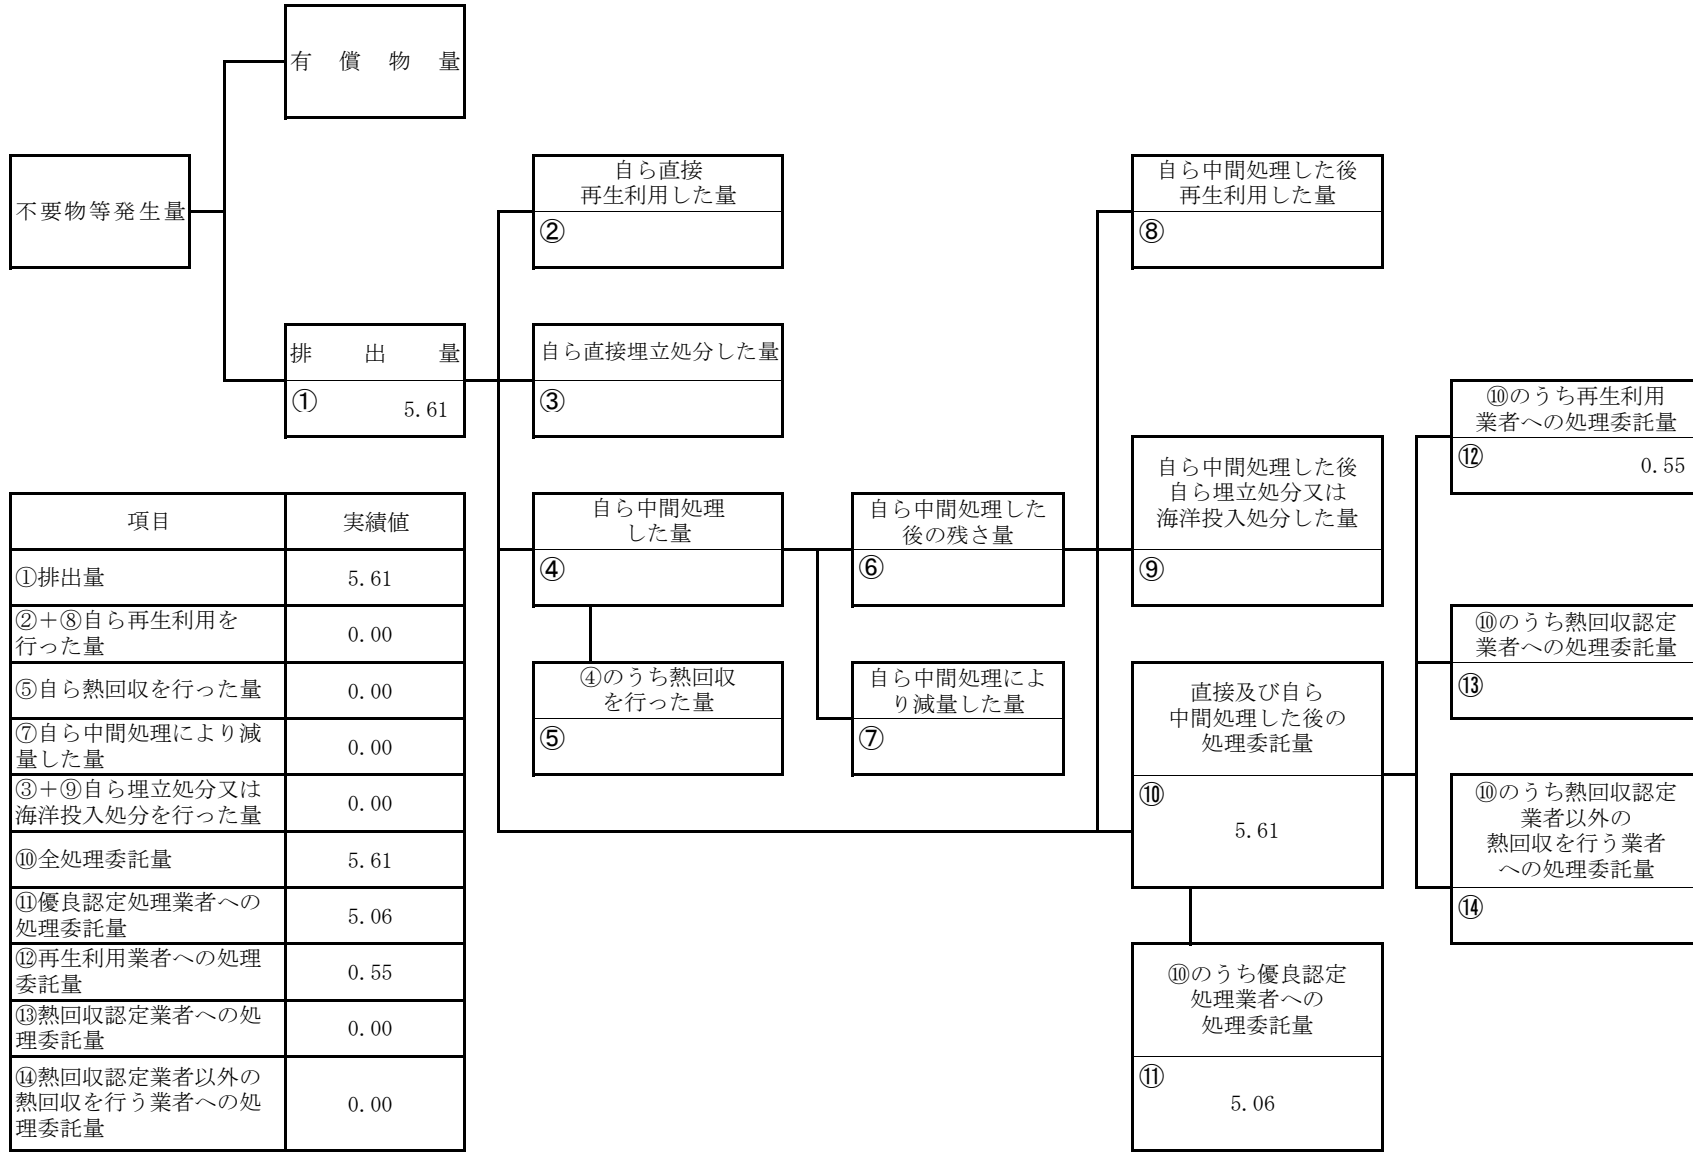 有償物量
不要物等発生量
自ら直接
再生利用した量
②
自ら中間処理した後
再生利用した量
⑧
排出量
① 5.61
自ら直接埋立処分した量
③
⑩のうち再生利用
業者への処理委託量
⑫ 0.55
自ら中間処理
した量
④
自ら中間処理した
後の残さ量
⑥
自ら中間処理した後
自ら埋立処分又は
海洋投入処分した量
⑨
⑩のうち熱回収認定
業者への処理委託量
⑬
④のうち熱回収
を行った量
⑤
自ら中間処理によ
り減量した量
⑦
直接及び自ら
中間処理した後の
処理委託量
⑩
5.61
⑩のうち熱回収認定
業者以外の
熱回収を行う業者
への処理委託量
⑭
⑩のうち優良認定
処理業者への
処理委託量
⑪
5.06
項目 実績値
①排出量 5.61
②+⑧自ら再生利用を
行った量 0.00
⑤自ら熱回収を行った量 0.00
⑦自ら中間処理により減
量した量 0.00
③+⑨自ら埋立処分又は
海洋投入処分を行った量 0.00
⑩全処理委託量 5.61
⑪優良認定処理業者への
処理委託量 5.06
⑫再生利用業者への処理
委託量 0.55
⑬熱回収認定業者への処
理委託量 0.00
⑭熱回収認定業者以外の
熱回収を行う業者への処
理委託量 0.00